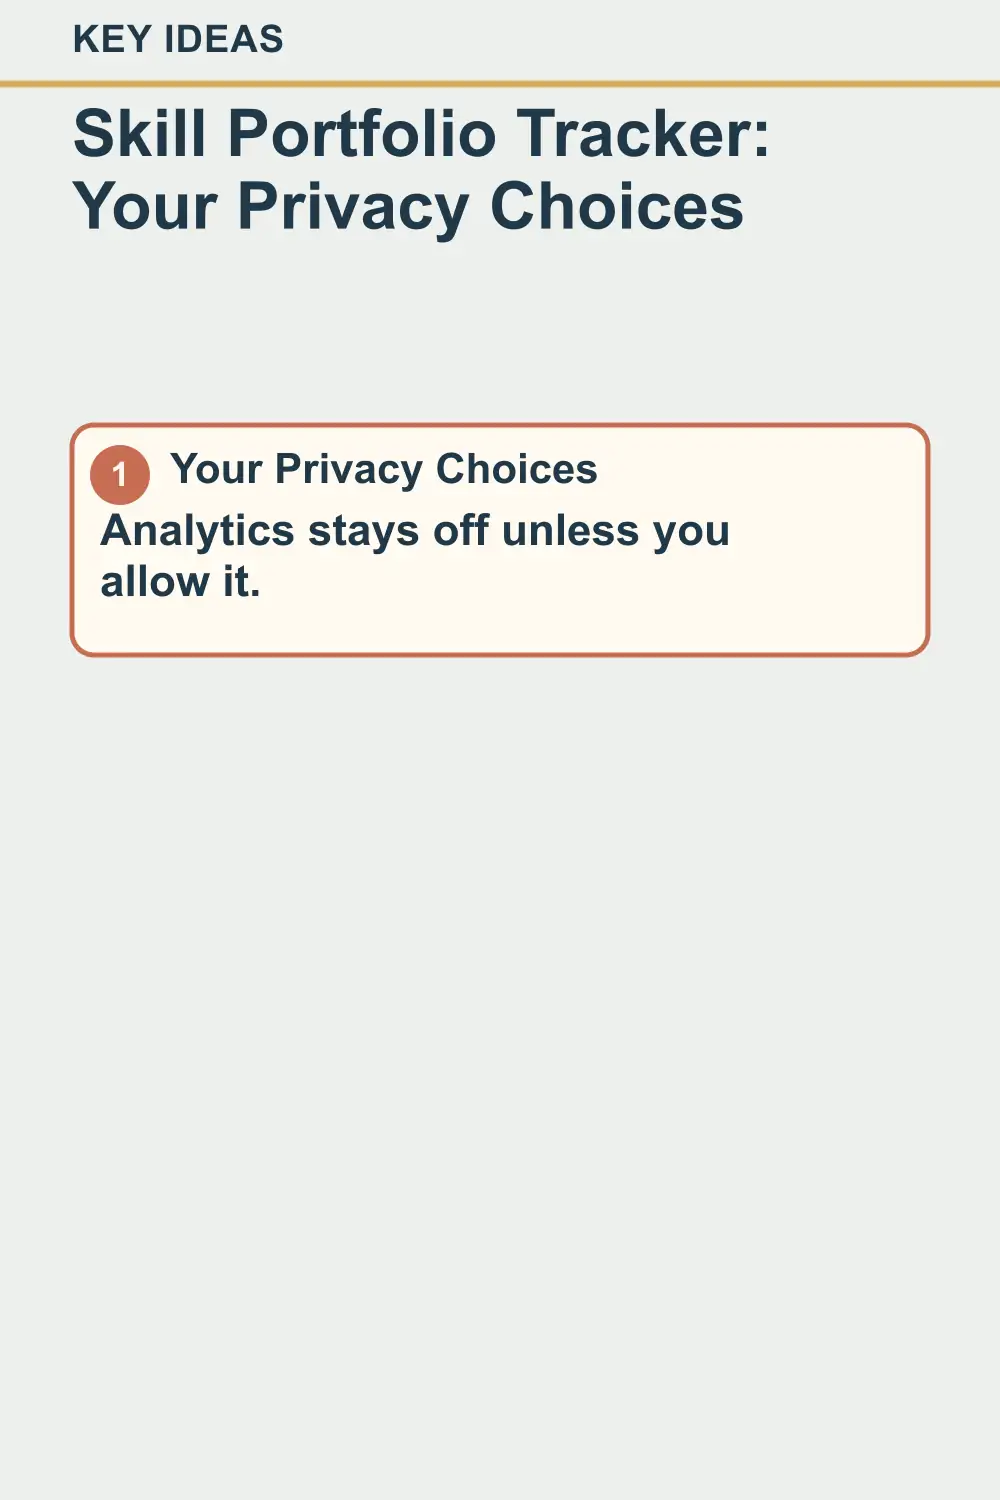 KEY IDEAS
Skill Portfolio Tracker:
Your Privacy Choices
1 Your Privacy Choices
Analytics stays off unless you
allow it.